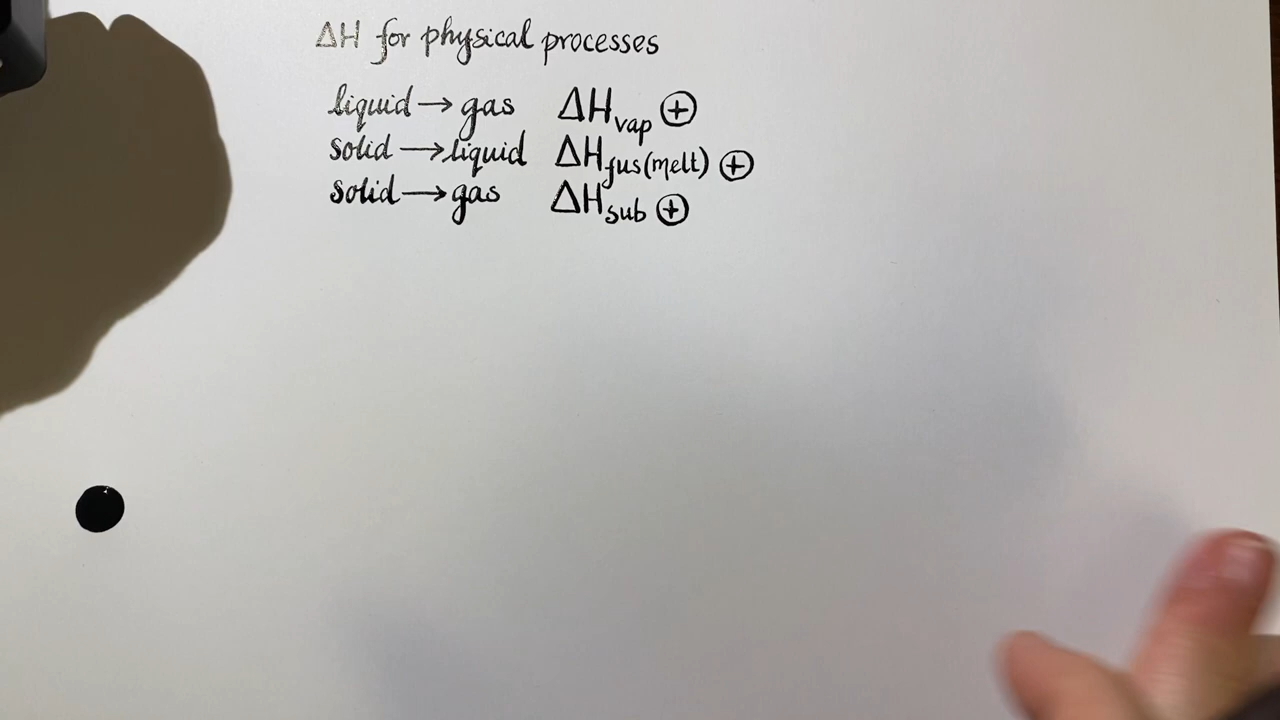 ΔH for physical processes
liquid → gas ΔHvap ⊕
solid → liquid ΔHfus(melt) ⊕
solid → gas ΔHsub ⊕